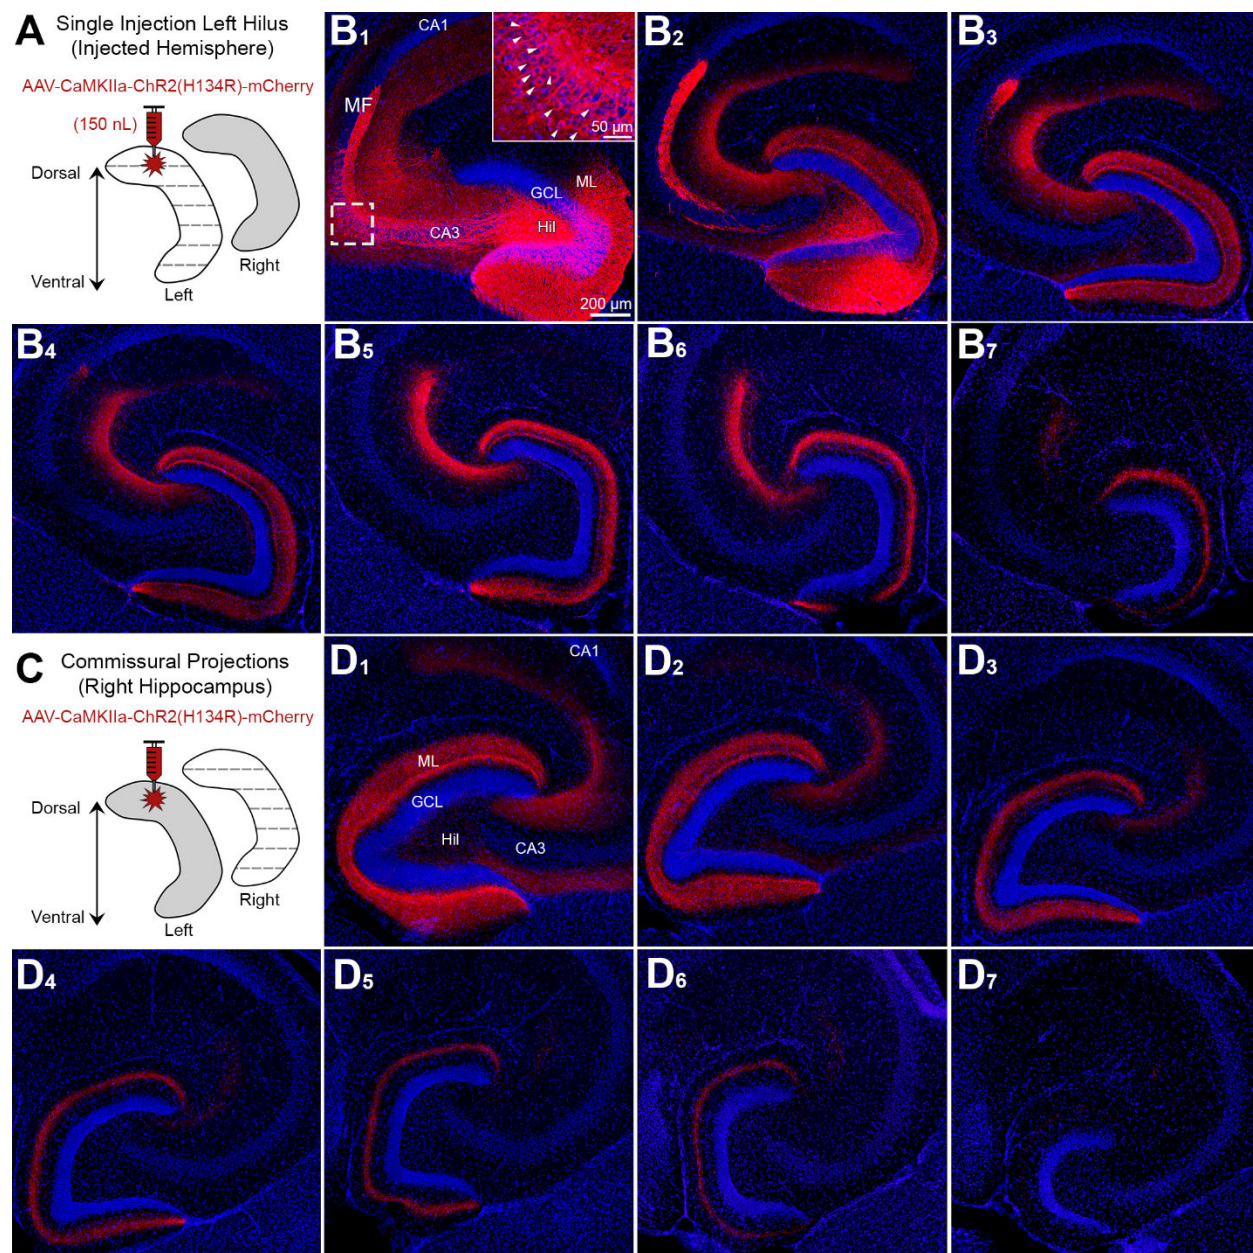 A Single Injection Left Hilus
(Injected Hemisphere)
AAV-CaMKIIa-ChR2(H134R)-mCherry
(150 nL)
Dorsal
Ventral
Left
Right
B1
CA1
MF
50 µm
ML
GCL
Hil
CA3
200 µm
B2
B3
B4
B5
B6
B7
C Commissural Projections
(Right Hippocampus)
AAV-CaMKIIa-ChR2(H134R)-mCherry
Dorsal
Ventral
Left
Right
D1
CA1
ML
GCL
Hil
CA3
D2
D3
D4
D5
D6
D7